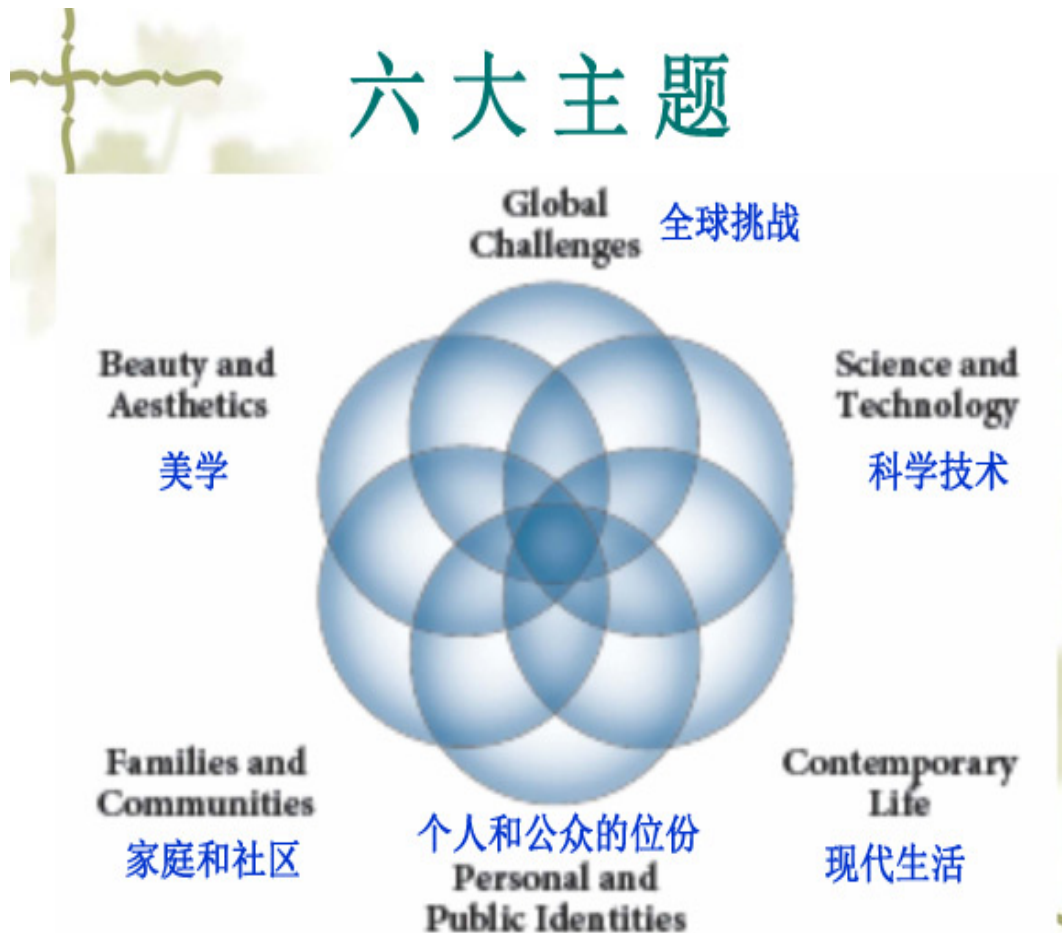 六大主题
Global
Challenges
全球挑战
Beauty and
Aesthetics
美学
Science and
Technology
科学技术
Families and
Communities
家庭和社区
个人和公众的位份
Personal and
Public Identities
Contemporary
Life
现代生活